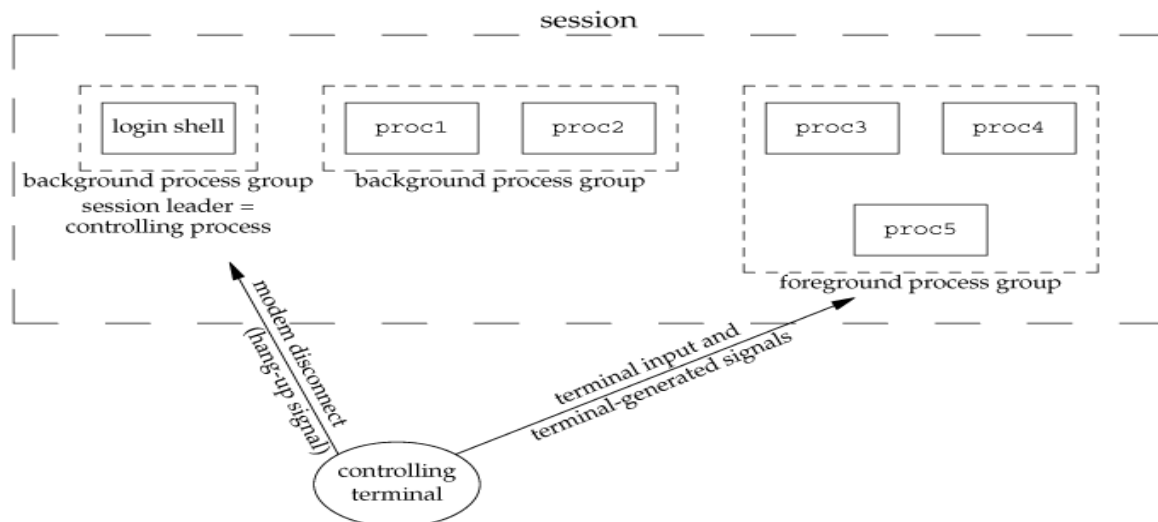 session
login shell
proc1
proc2
proc3
proc4
background process group
background process group
session leader =
controlling process
proc5
foreground process group
modem disconnect
(hang-up signal)
terminal input and
terminal-generated signals
controlling
terminal